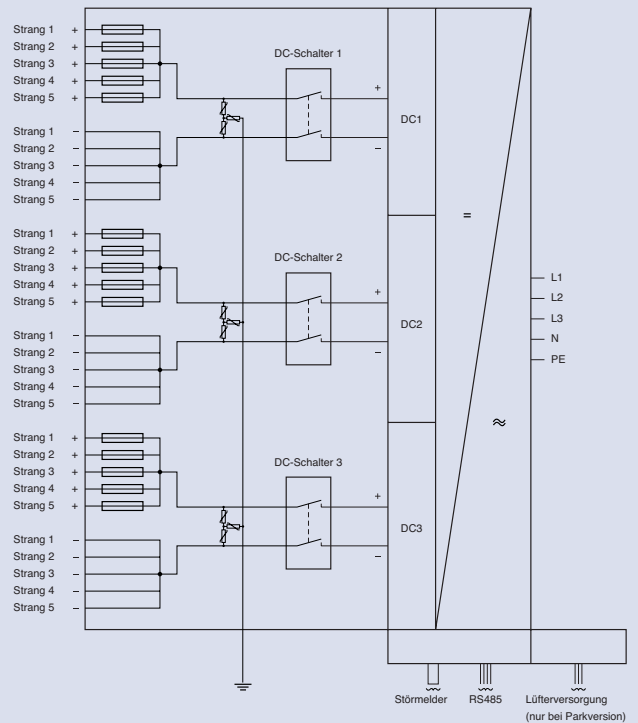 Strang 1 +
Strang 2 +
Strang 3 +
Strang 4 +
Strang 5 +
DC-Schalter 1
+
–
DC1
Strang 1 –
Strang 2 –
Strang 3 –
Strang 4 –
Strang 5 –
=
Strang 1 +
Strang 2 +
Strang 3 +
Strang 4 +
Strang 5 +
DC-Schalter 2
+
–
DC2
Strang 1 –
Strang 2 –
Strang 3 –
Strang 4 –
Strang 5 –
L1
L2
L3
N
PE
≈
Strang 1 +
Strang 2 +
Strang 3 +
Strang 4 +
Strang 5 +
DC-Schalter 3
+
–
DC3
Strang 1 –
Strang 2 –
Strang 3 –
Strang 4 –
Strang 5 –
Störmelder
RS485
Lüfterversorgung
(nur bei Parkversion)